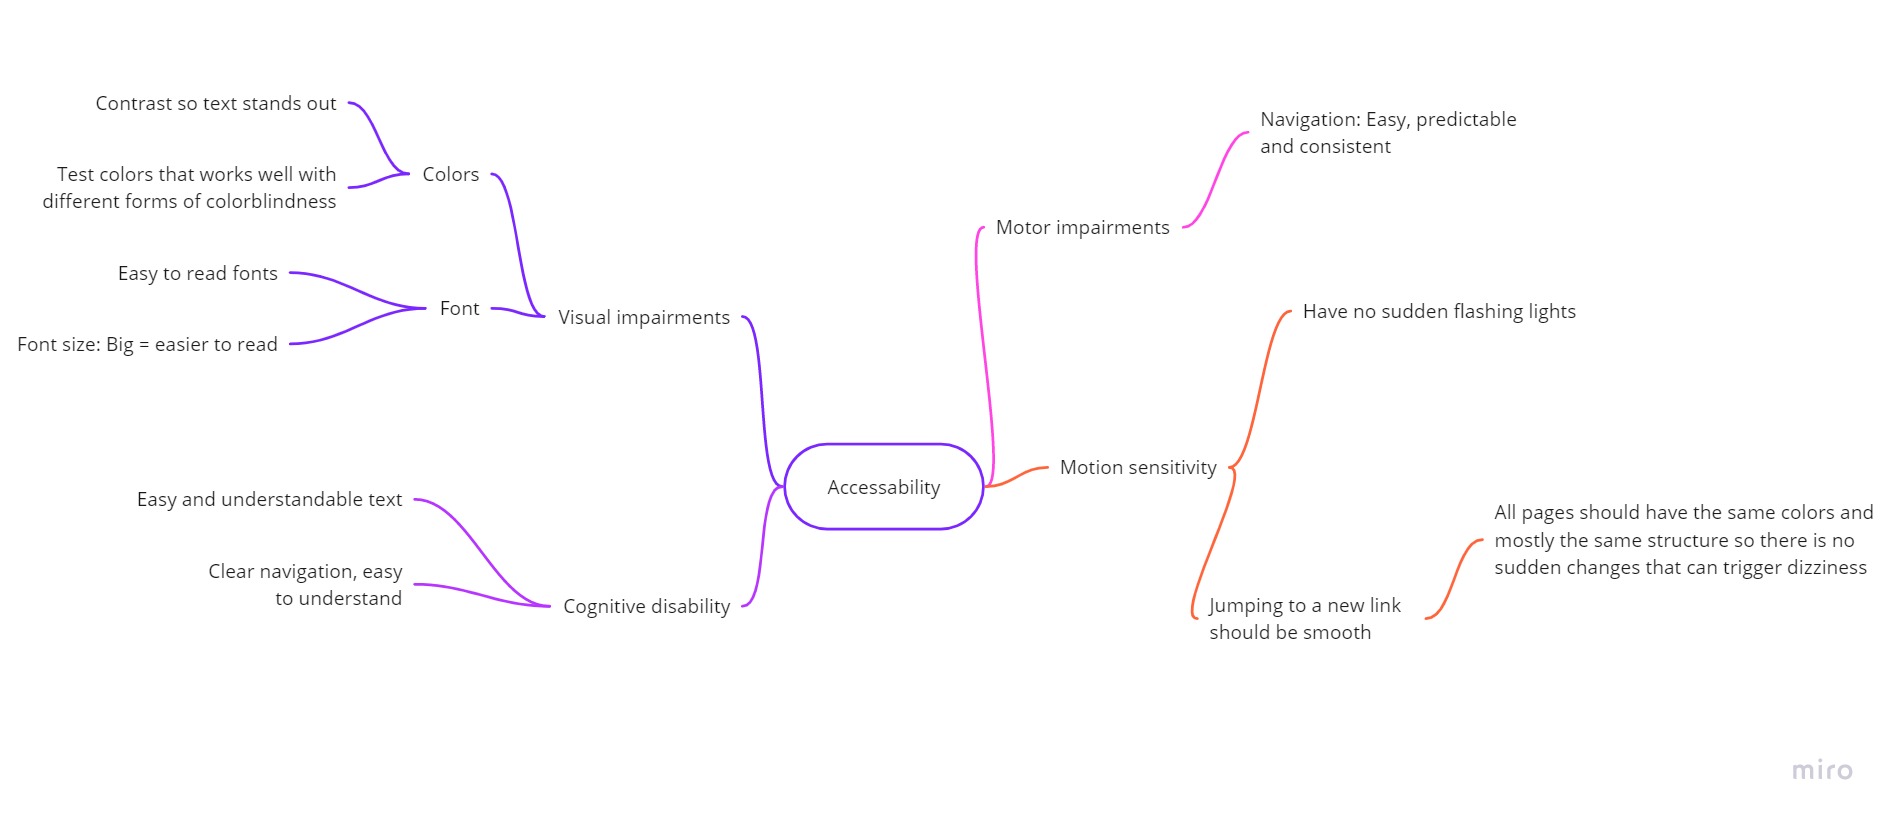 Contrast so text stands out
Test colors that works well with
different forms of colorblindness
Colors
Easy to read fonts
Font size: Big = easier to read
Font
Visual impairments
Easy and understandable text
Clear navigation, easy
to understand
Cognitive disability
Accessability
Motor impairments
Navigation: Easy, predictable
and consistent
Motion sensitivity
Have no sudden flashing lights
Jumping to a new link
should be smooth
All pages should have the same colors and
mostly the same structure so there is no
sudden changes that can trigger dizziness
miro